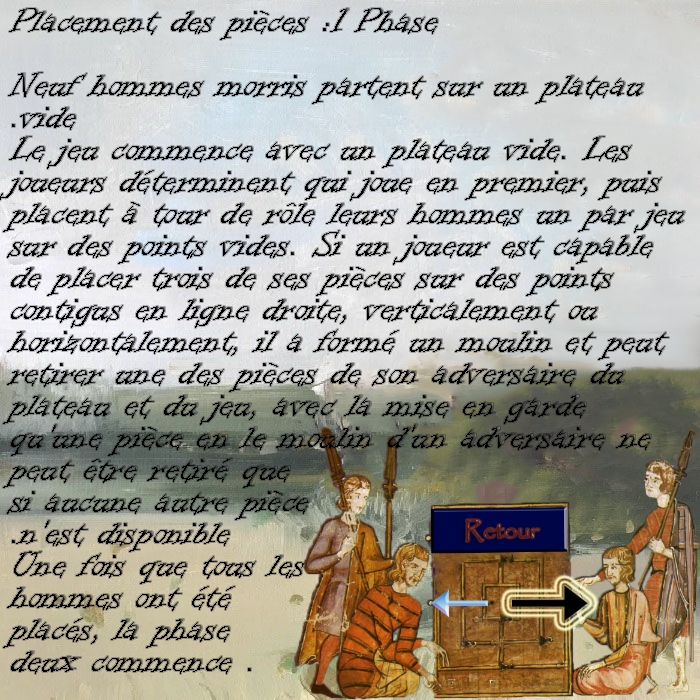 Placement des pièces :1 Phase
Neuf hommes morris partent sur un plateau
.vide
Le jeu commence avec un plateau vide. Les
joueurs déterminent qui joue en premier, puis
placent à tour de rôle leurs hommes un par jeu
sur des points vides. Si un joueur est capable
de placer trois de ses pièces sur des points
contigus en ligne droite, verticalement ou
horizontalement, il a formé un moulin et peut
retirer une des pièces de son adversaire du
plateau et du jeu, avec la mise en garde
qu'une pièce en le moulin d'un adversaire ne
peut être retiré que
si aucune autre pièce
.n'est disponible
Une fois que tous les
hommes ont été
placés, la phase
deux commence .
Retour